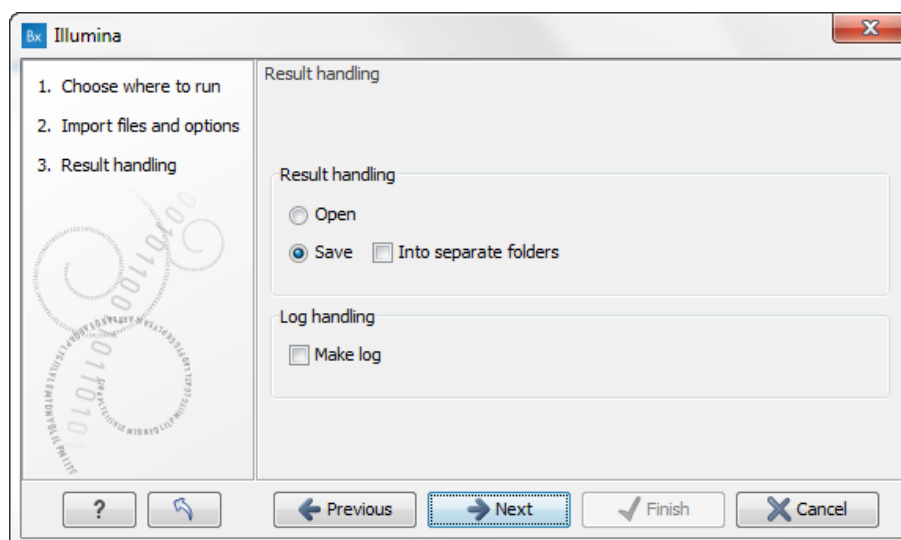 Bx Illumina
1. Choose where to run
2. Import files and options
3. Result handling
Result handling
Result handling
Open
Save Into separate folders
Log handling
Make log
? Previous Next Finish Cancel